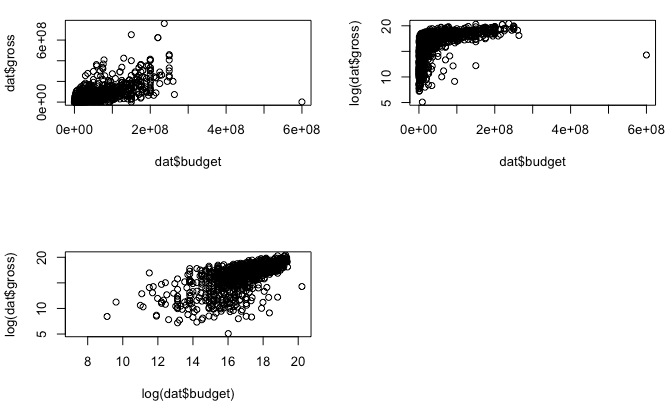 dat$gross
6e+08
0e+00
0e+00 2e+08 4e+08 6e+08
dat$budget
log(dat$gross)
20
10
5
0e+00 2e+08 4e+08 6e+08
dat$budget
log(dat$gross)
20
10
5
8 10 12 14 16 18 20
log(dat$budget)